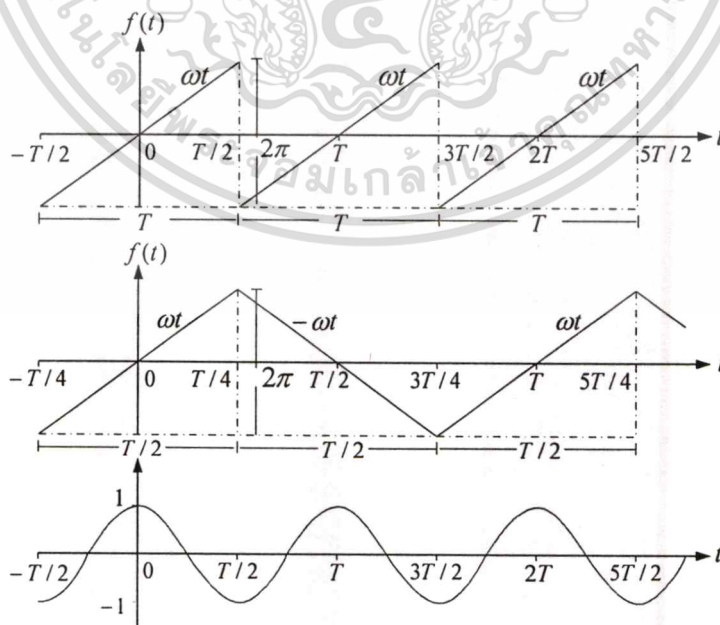 f(t)
ωt ωt ωt
-T/2 0 T/2 2π T 3T/2 2T 5T/2 t
T T T
f(t)
ωt -ωt ωt
-T/4 0 T/4 2π T/2 3T/4 T 5T/4 t
T/2 T/2 T/2
1
-T/2 0 T/2 T 3T/2 2T 5T/2 t
-1